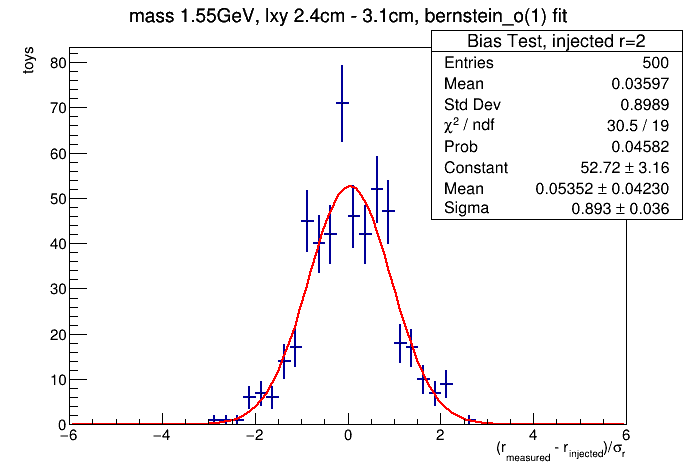 mass 1.55GeV, lxy 2.4cm - 3.1cm, bernstein_o(1) fit
toys
Bias Test, injected r=2
Entries 500
Mean 0.03597
Std Dev 0.8989
χ² / ndf 30.5 / 19
Prob 0.04582
Constant 52.72 ± 3.16
Mean 0.05352 ± 0.04230
Sigma 0.893 ± 0.036
80
70
60
50
40
30
20
10
0
−6 −4 −2 0 2 4 6
(r_measured - r_injected)/σ_r